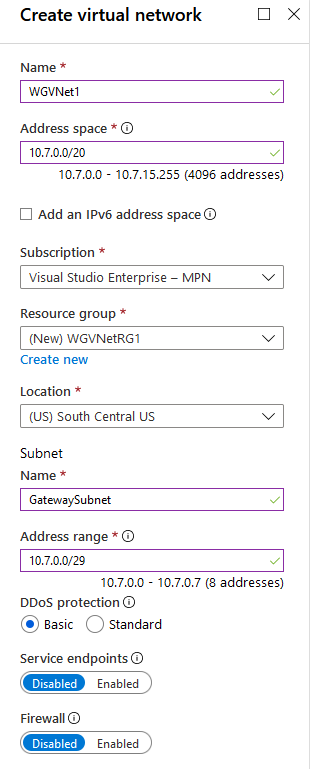 Create virtual network
Name *
WGVNet1
Address space *
10.7.0.0/20
10.7.0.0 - 10.7.15.255 (4096 addresses)
Add an IPv6 address space
Subscription *
Visual Studio Enterprise – MPN
Resource group *
(New) WGVNetRG1
Create new
Location *
(US) South Central US
Subnet
Name *
GatewaySubnet
Address range *
10.7.0.0/29
10.7.0.0 - 10.7.0.7 (8 addresses)
DDoS protection
Basic Standard
Service endpoints
Disabled Enabled
Firewall
Disabled Enabled